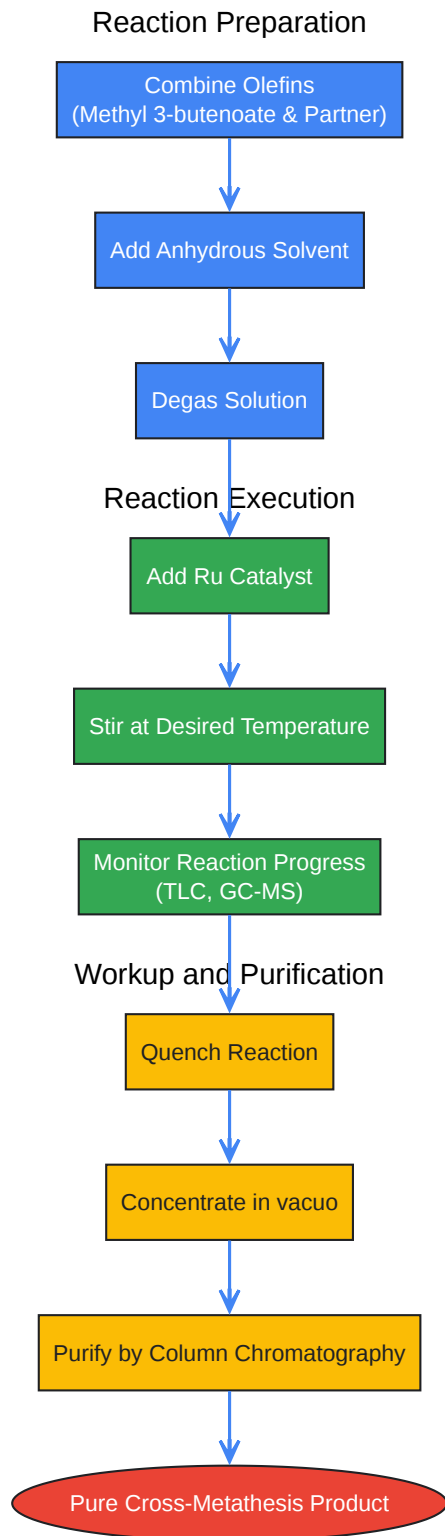 Reaction Preparation
Combine Olefins
(Methyl 3-butenoate & Partner)
Add Anhydrous Solvent
Degas Solution
Reaction Execution
Add Ru Catalyst
Stir at Desired Temperature
Monitor Reaction Progress
(TLC, GC-MS)
Workup and Purification
Quench Reaction
Concentrate in vacuo
Purify by Column Chromatography
Pure Cross-Metathesis Product